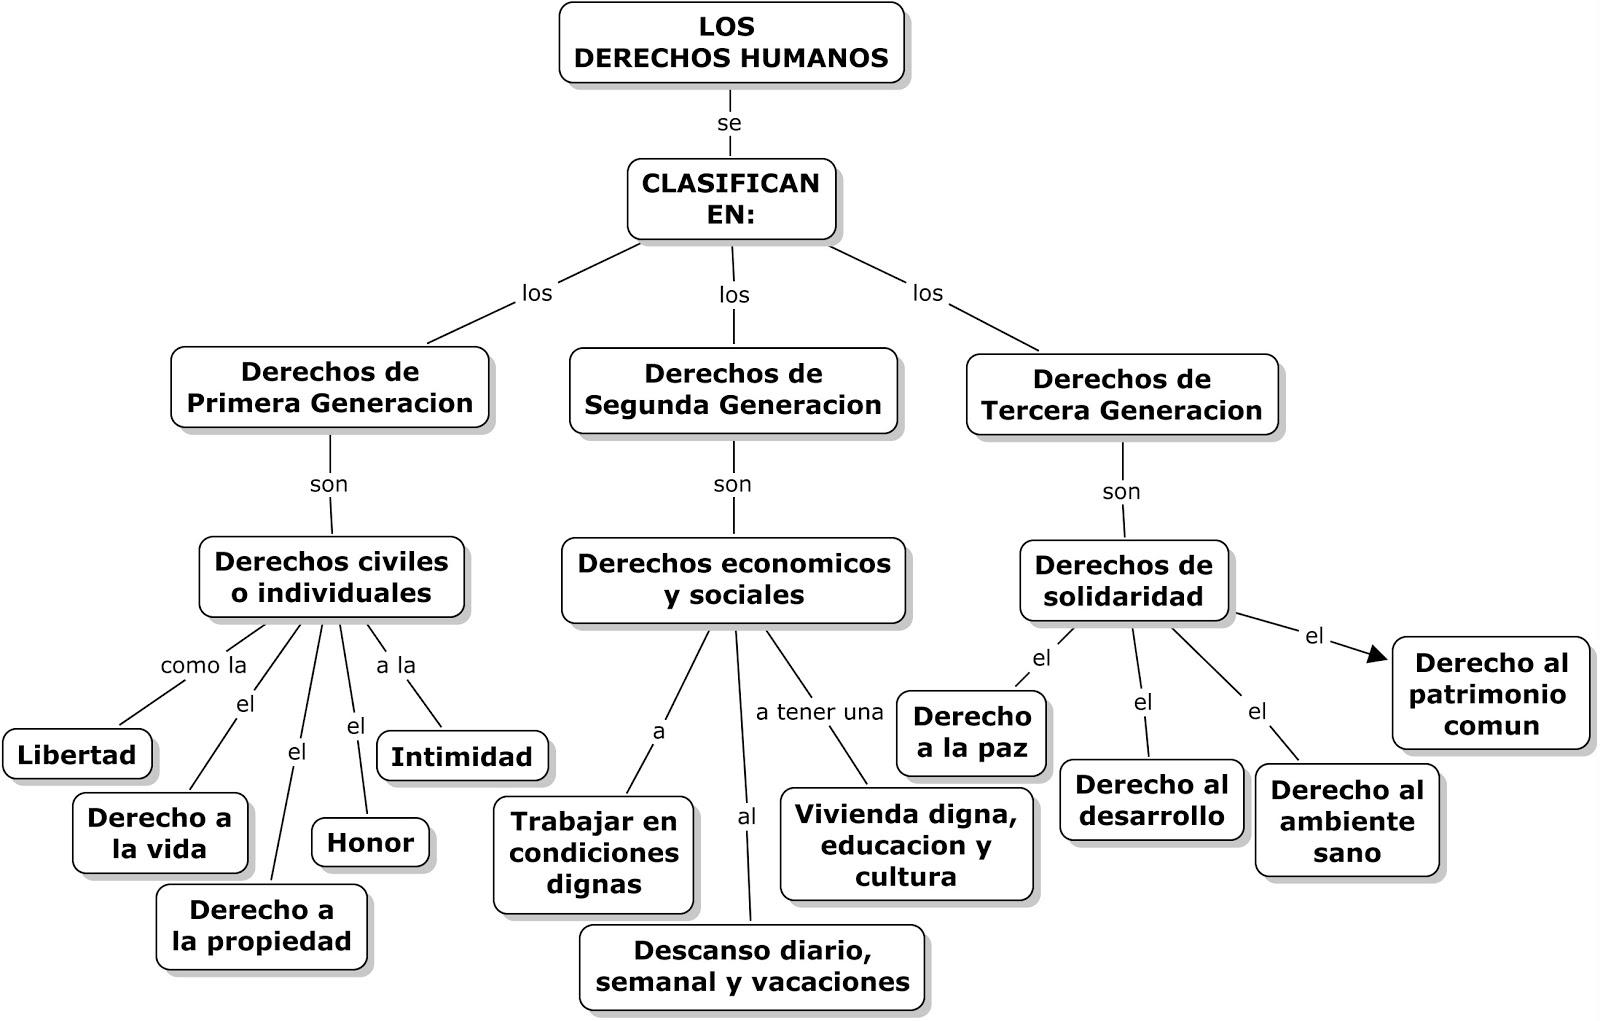 LOS
DERECHOS HUMANOS
se
CLASIFICAN
EN:
los
los
los
Derechos de
Primera Generacion
Derechos de
Segunda Generacion
Derechos de
Tercera Generacion
son
son
son
Derechos civiles
o individuales
Derechos economicos
y sociales
Derechos de
solidaridad
como la
el
el
el
a la
Libertad
Derecho a
la vida
Derecho a
la propiedad
Honor
Intimidad
a
al
a tener una
Trabajar en
condiciones
dignas
Descanso diario,
semanal y vacaciones
Vivienda digna,
educacion y
cultura
el
el
el
el
Derecho
a la paz
Derecho al
desarrollo
Derecho al
ambiente
sano
Derecho al
patrimonio
comun